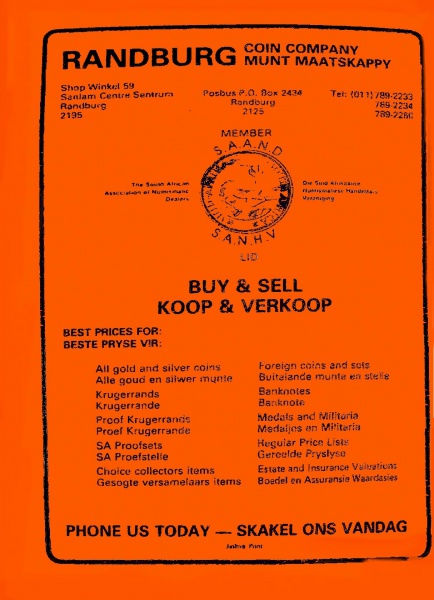 RANDBURG COIN COMPANY
MUNT MAATSKAPPY
Shop Winkel 59
Sanlam Centre Sentrum
Randburg
2195
Posbus P.O. Box 2434
Randburg
2125
Tel: (011) 789-2233
789-2234
789-2280
MEMBER
S.A.A.N.D
The South African
Association of Numismatic
Dealers
Die Suid Afrikaanse
Numismatiese Handelaars
Vereniging
S.A.N.H.V
LID
BUY & SELL
KOOP & VERKOOP
BEST PRICES FOR:
BESTE PRYSE VIR:
All gold and silver coins
Alle goud en silwer munte
Krugerrands
Krugerrande
Proof Krugerrands
Proef Krugerrande
SA Proofsets
SA Proefstelle
Choice collectors items
Gesogte versamelaars items
Foreign coins and sets
Buitelandse munte en stelle
Banknotes
Banknote
Medals and Militaria
Medaljes en Militaria
Regular Price Lists
Gereelde Pryslyse
Estate and Insurance Valuations
Boedel en Assuransie Waardasies
PHONE US TODAY — SKAKEL ONS VANDAG
Print